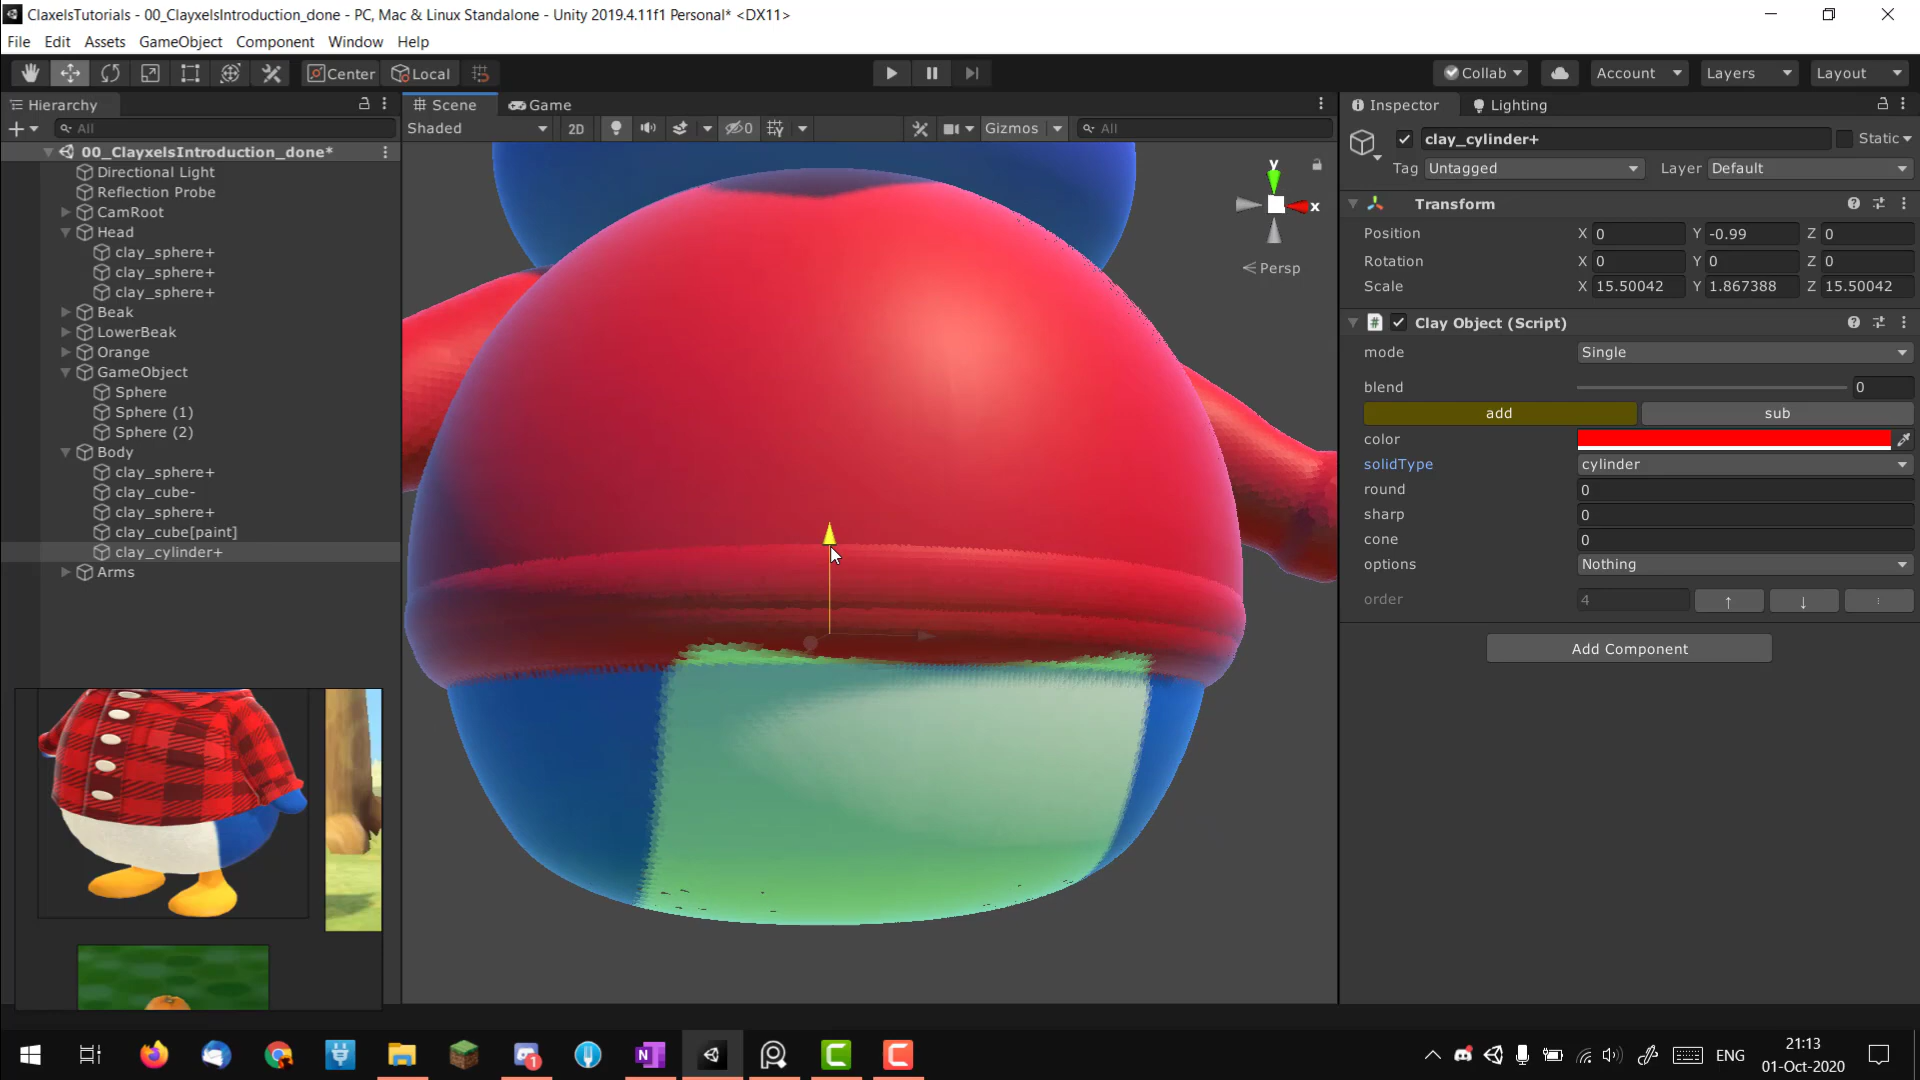 ClaxelsTutorials - 00_ClayxelsIntroduction_done - PC, Mac & Linux Standalone - Unity 2019.4.11f1 Personal* <DX11>
File Edit Assets GameObject Component Window Help
Center Local Collab Account Layers Layout
Hierarchy
All
00_ClayxelsIntroduction_done*
Directional Light
Reflection Probe
CamRoot
Head
clay_sphere+
clay_sphere+
clay_sphere+
Beak
LowerBeak
Orange
GameObject
Sphere
Sphere (1)
Sphere (2)
Body
clay_sphere+
clay_cube-
clay_sphere+
clay_cube[paint]
clay_cylinder+
Arms
Scene Game
Shaded 2D 0 Gizmos All
y
x
Persp
Inspector Lighting
clay_cylinder+ Static
Tag Untagged Layer Default
Transform
Position X 0 Y -0.99 Z 0
Rotation X 0 Y 0 Z 0
Scale X 15.50042 Y 1.867388 Z 15.50042
Clay Object (Script)
mode Single
blend 0
add sub
color
solidType cylinder
round 0
sharp 0
cone 0
options Nothing
order 4 ↑ ↓ ⁝
Add Component
1
N
ENG
21:13
01-Oct-2020